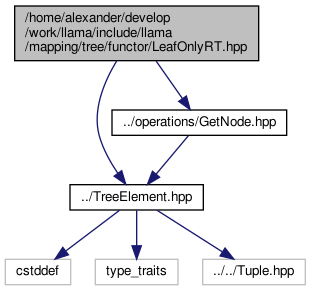 /home/alexander/develop
/work/llama/include/llama
/mapping/tree/functor/LeafOnlyRT.hpp
../operations/GetNode.hpp
../TreeElement.hpp
cstddef
type_traits
../../Tuple.hpp